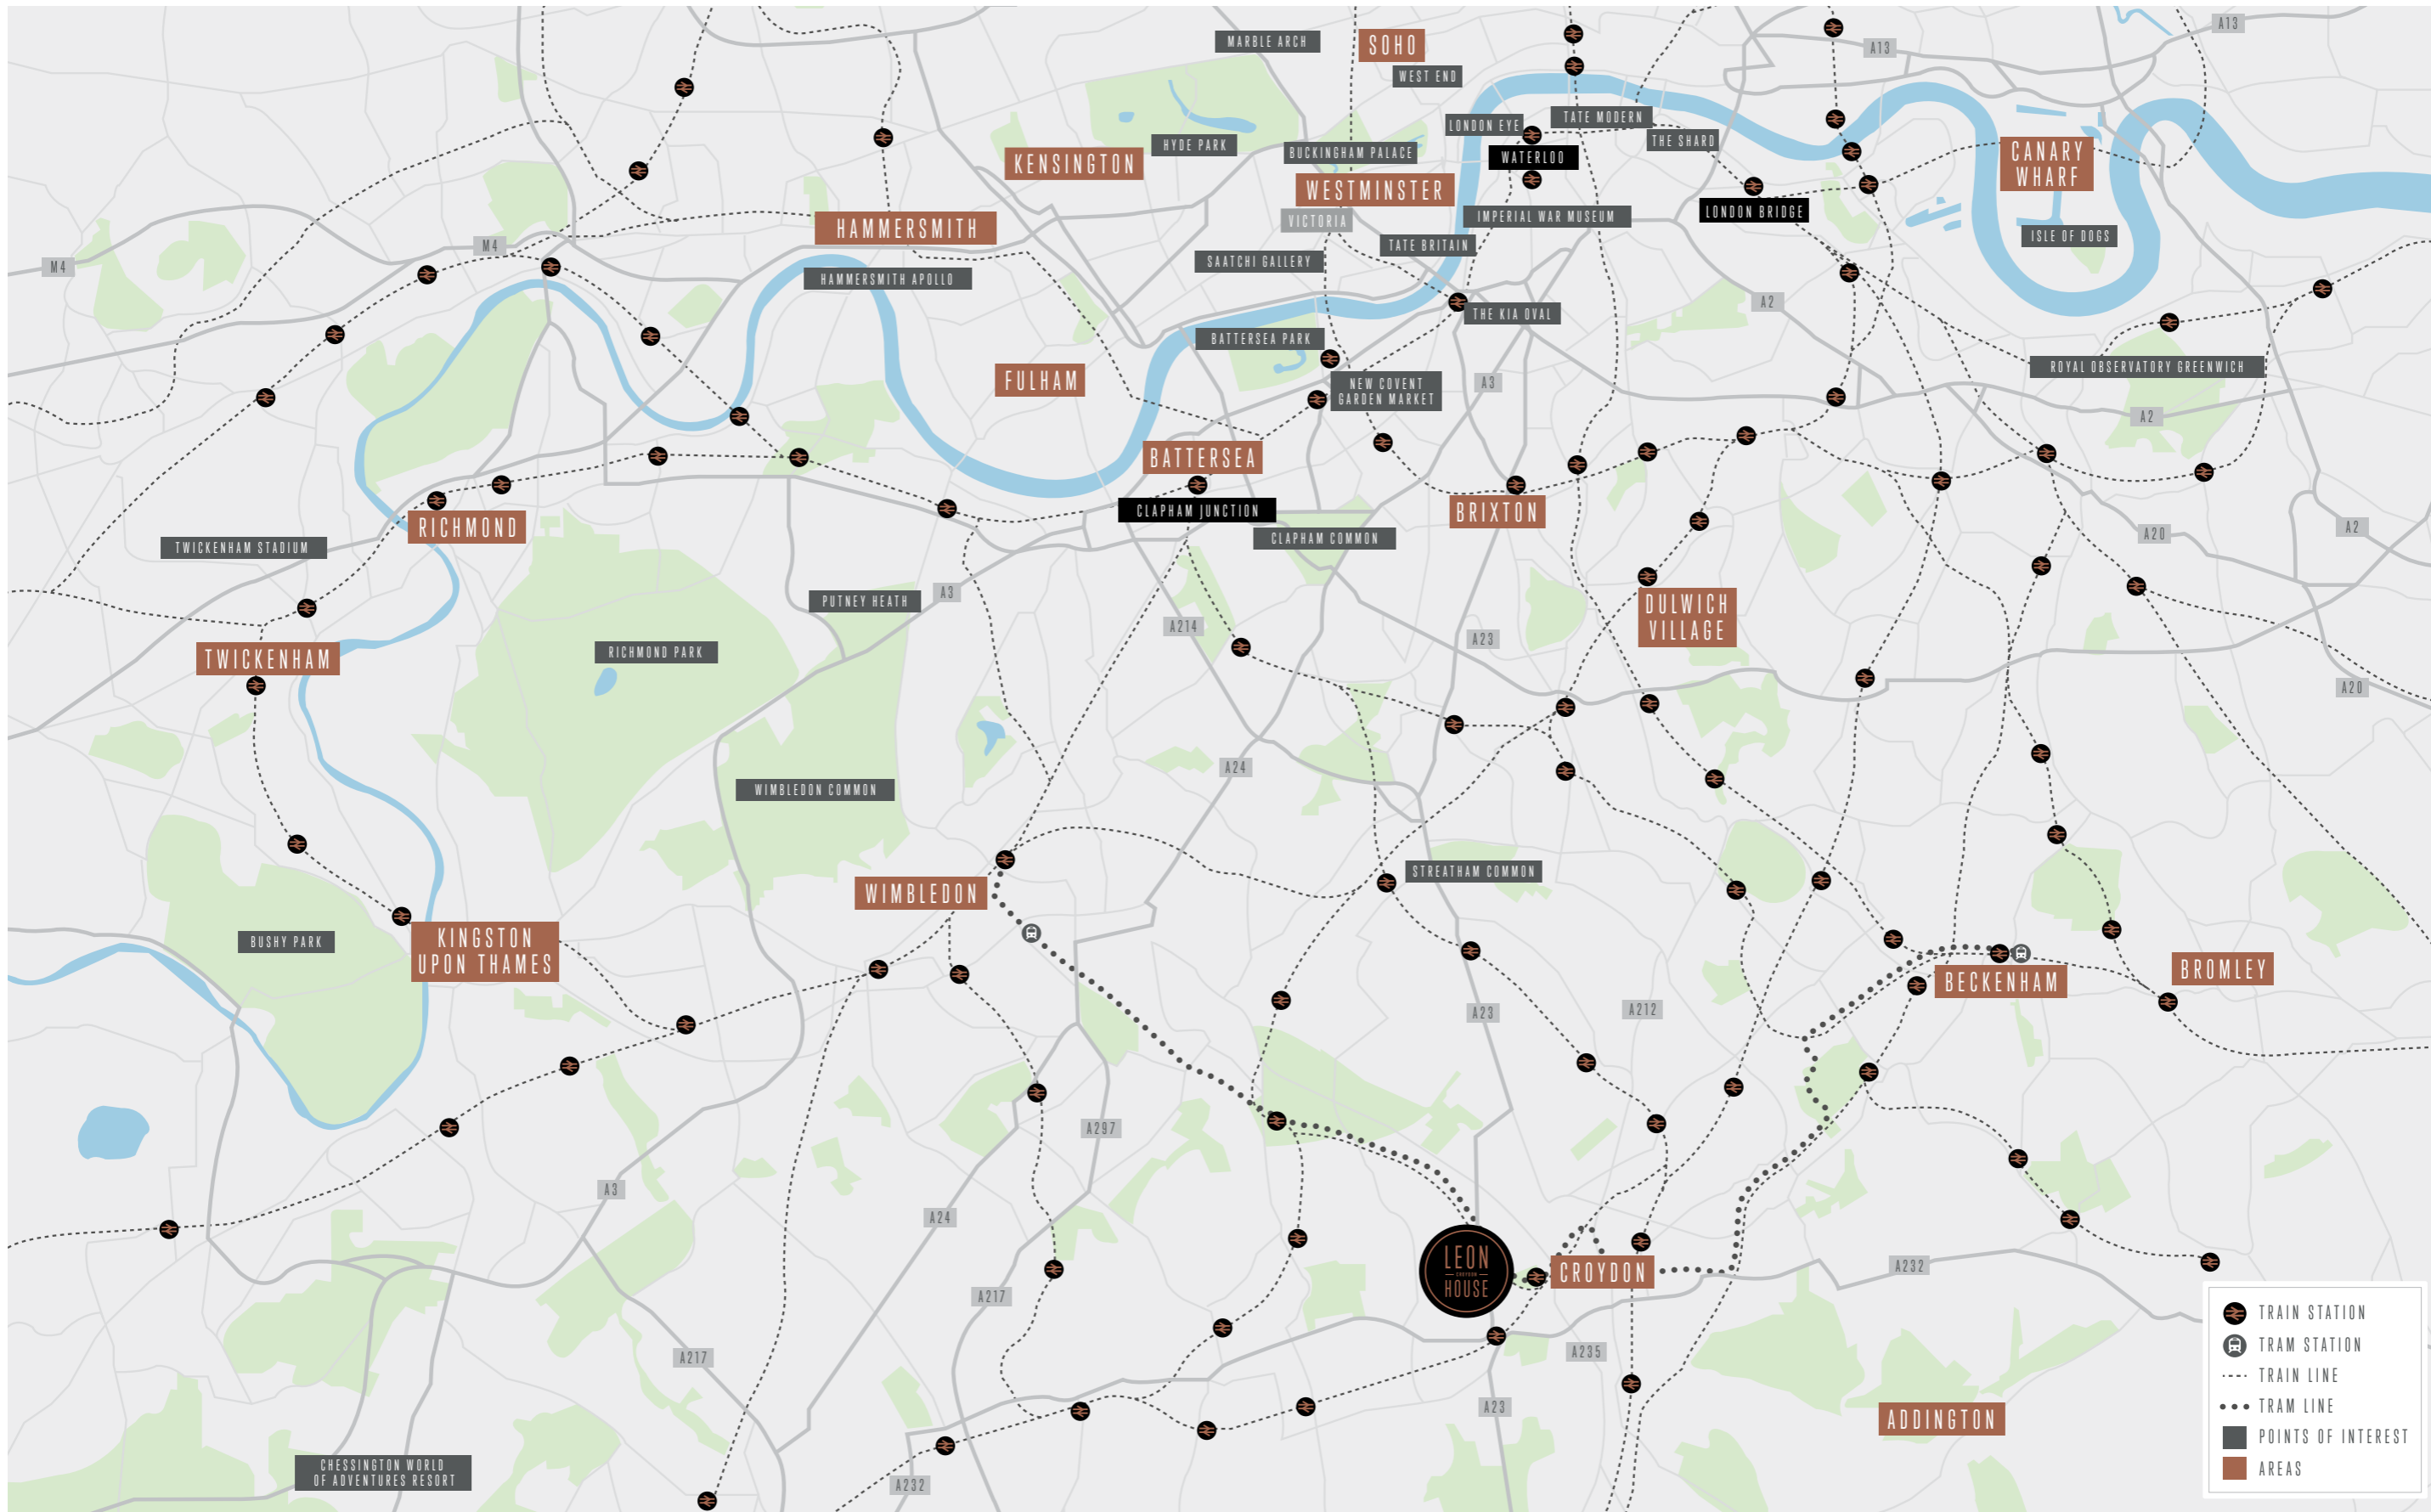 A13
MARBLE ARCH
SOHO
A13
WEST END
LONDON EYE
TATE MODERN
THE SHARD
HYDE PARK
BUCKINGHAM PALACE
WATERLOO
CANARY
WHARF
KENSINGTON
WESTMINSTER
VICTORIA
IMPERIAL WAR MUSEUM
LONDON BRIDGE
HAMMERSMITH
M4
M4
TATE BRITAIN
ISLE OF DOGS
SAATCHI GALLERY
HAMMERSMITH APOLLO
A2
THE KIA OVAL
BATTERSEA PARK
ROYAL OBSERVATORY GREENWICH
FULHAM
NEW COVENT
GARDEN MARKET
A3
A2
BATTERSEA
CLAPHAM JUNCTION
BRIXTON
RICHMOND
A2
A20
CLAPHAM COMMON
TWICKENHAM STADIUM
A3
PUTNEY HEATH
DULWICH
VILLAGE
A214
A23
TWICKENHAM
RICHMOND PARK
A20
A24
WIMBLEDON COMMON
STREATHAM COMMON
WIMBLEDON
BUSHY PARK
KINGSTON
UPON THAMES
BROMLEY
BECKENHAM
A23
A212
A297
A3
A24
LEON
CROYDON
HOUSE
CROYDON
A232
A217
A217
A235
A23
ADDINGTON
CHESSINGTON WORLD
OF ADVENTURES RESORT
A232
TRAIN STATION
TRAM STATION
TRAIN LINE
TRAM LINE
POINTS OF INTEREST
AREAS